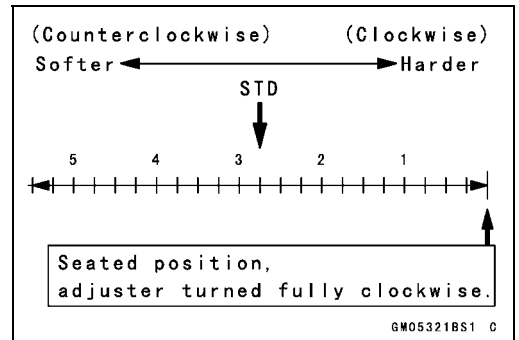 (Counterclockwise) (Clockwise)
Softer Harder
STD
5 4 3 2 1
Seated position,
adjuster turned fully clockwise.
GM05321BS1 C